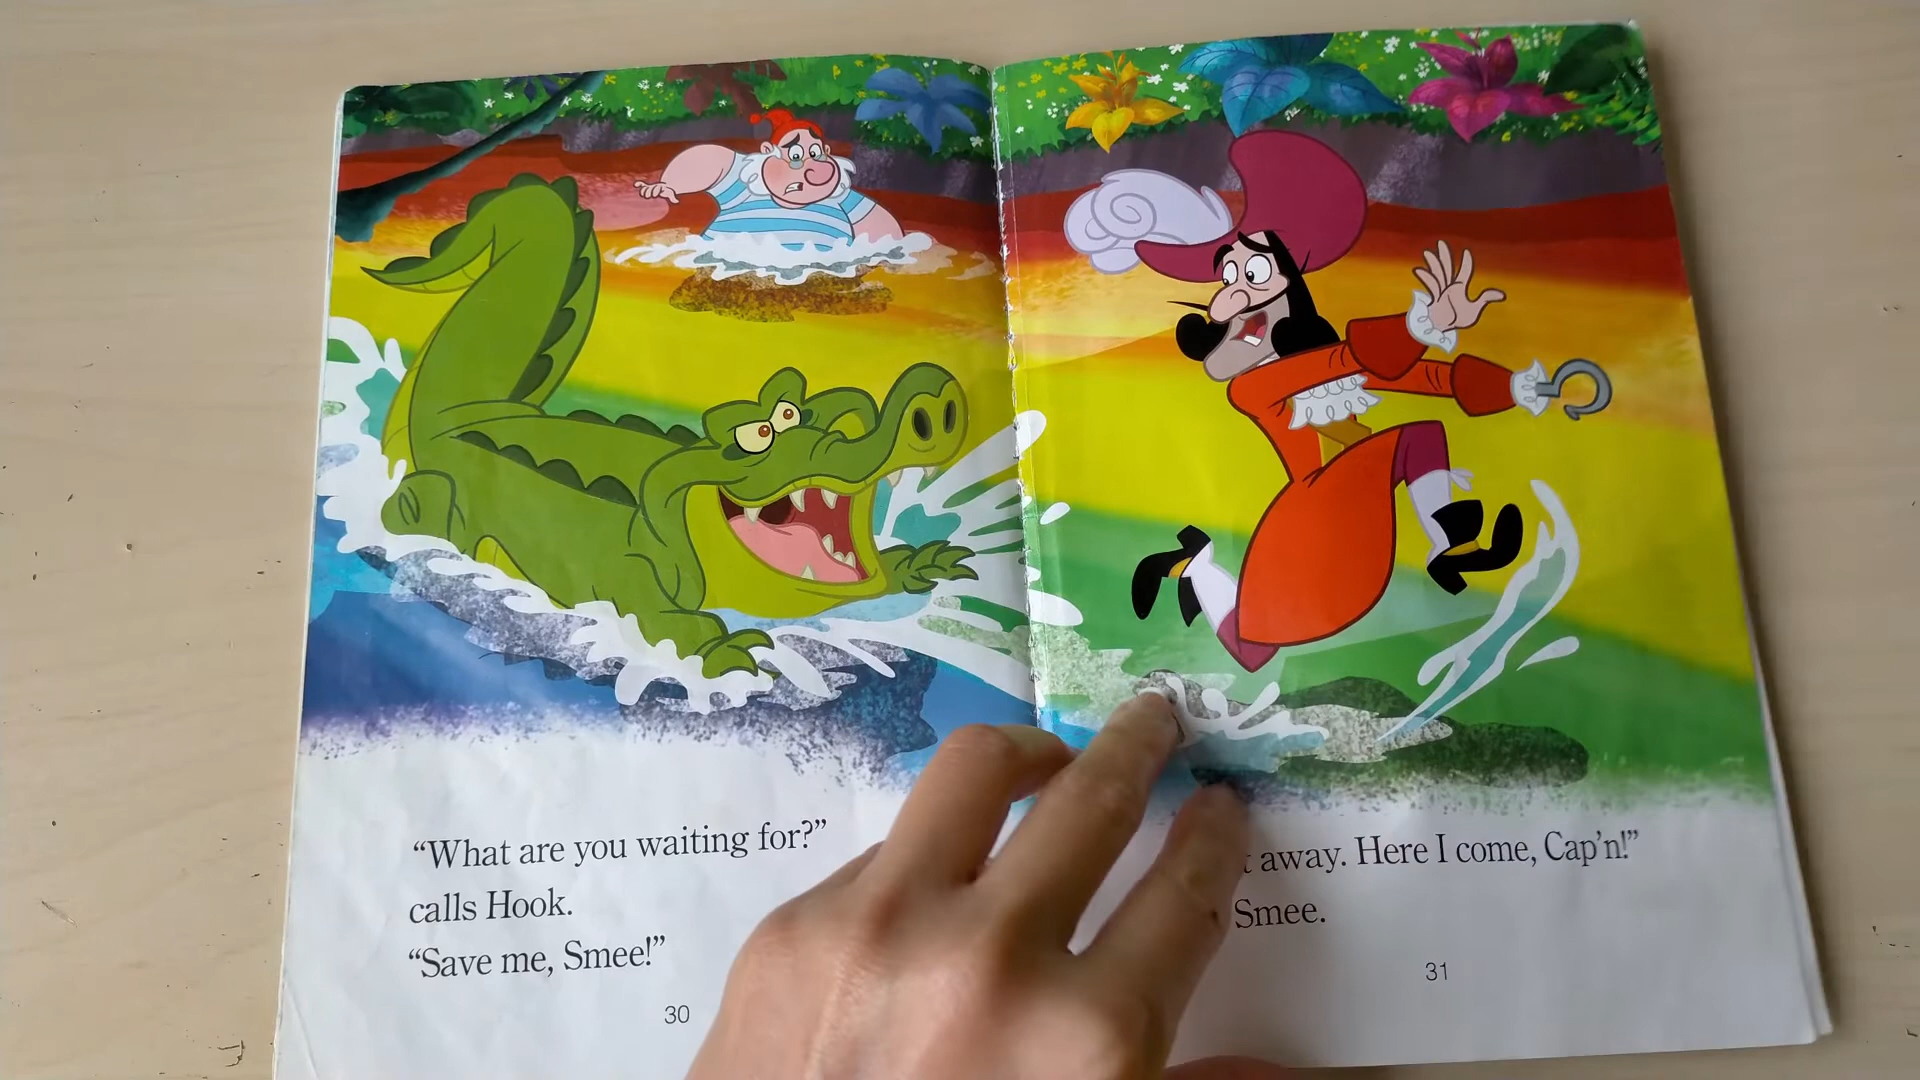 “What are you waiting for?”
calls Hook.
“Save me, Smee!”
30
away. Here I come, Cap’n!”
Smee.
31